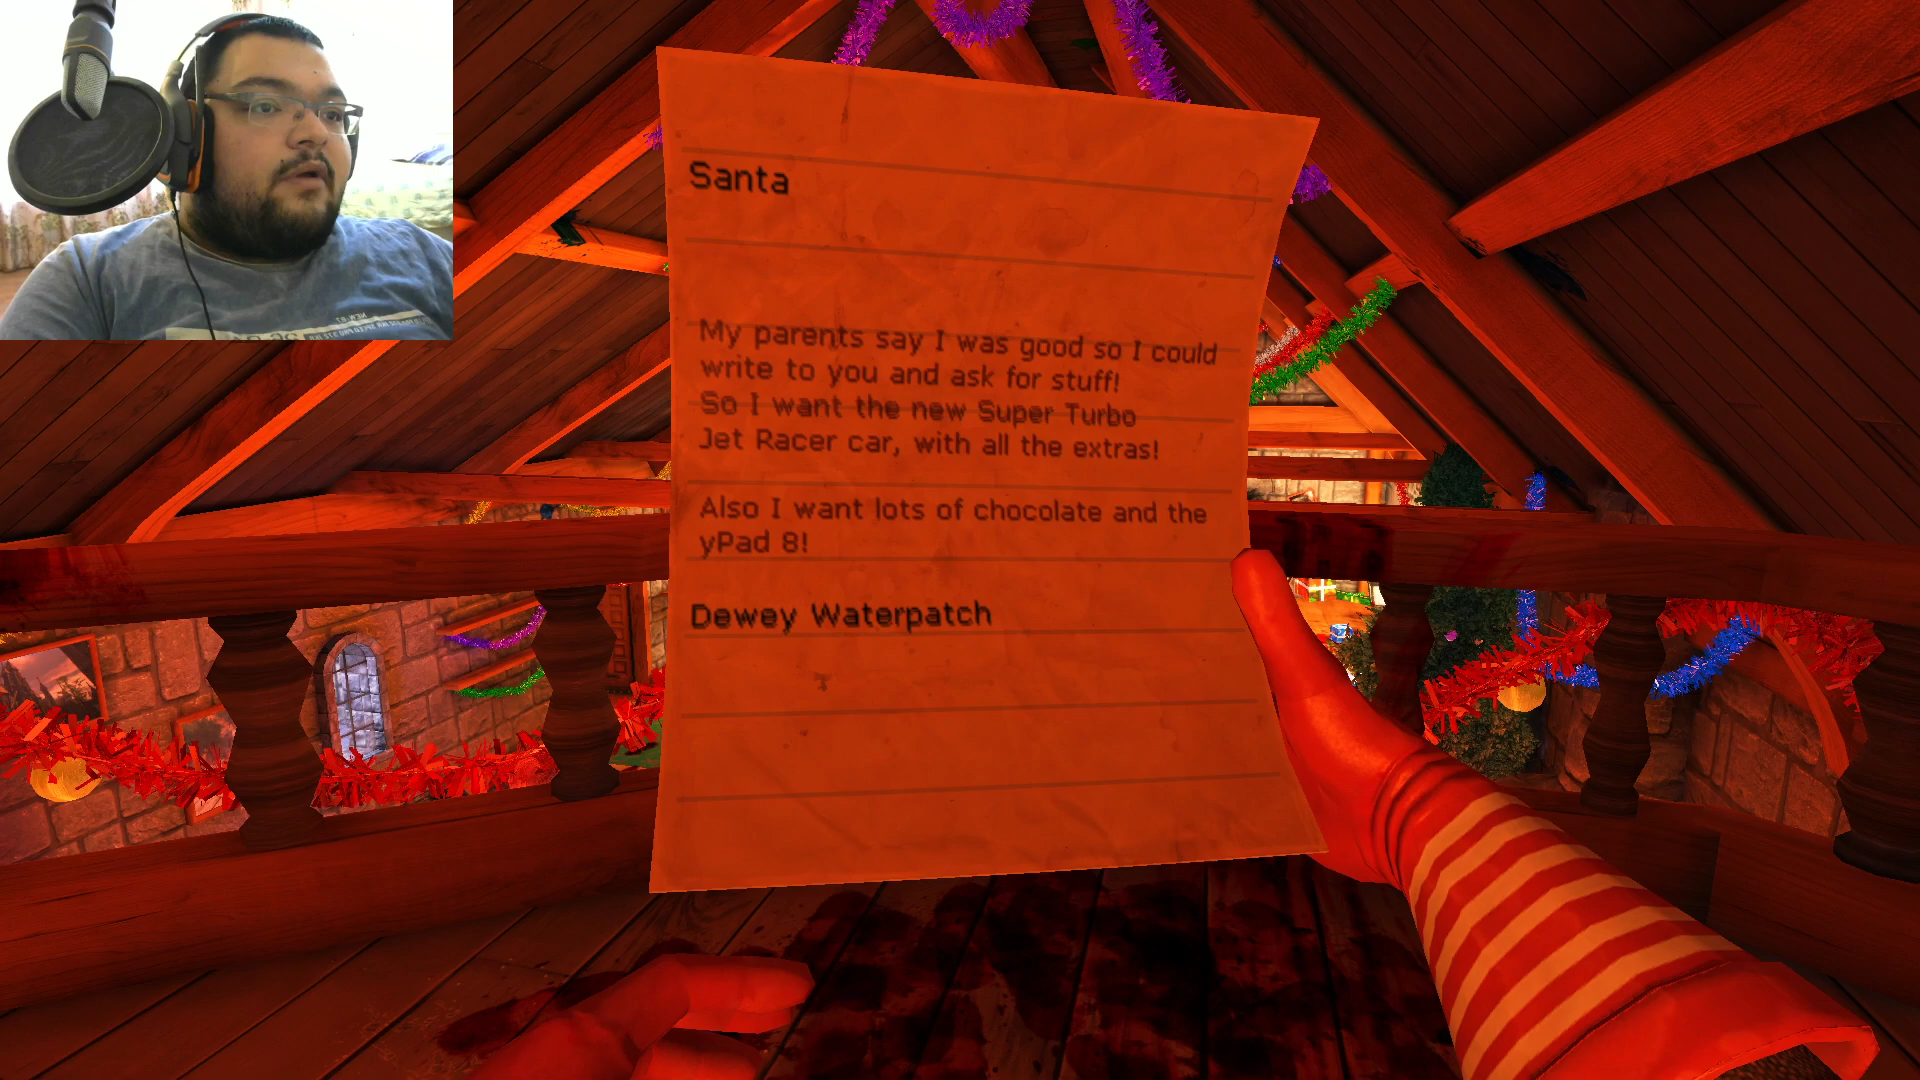 Santa
My parents say I was good so I could
write to you and ask for stuff!
So I want the new Super Turbo
Jet Racer car, with all the extras!
Also I want lots of chocolate and the
yPad 8!
Dewey Waterpatch